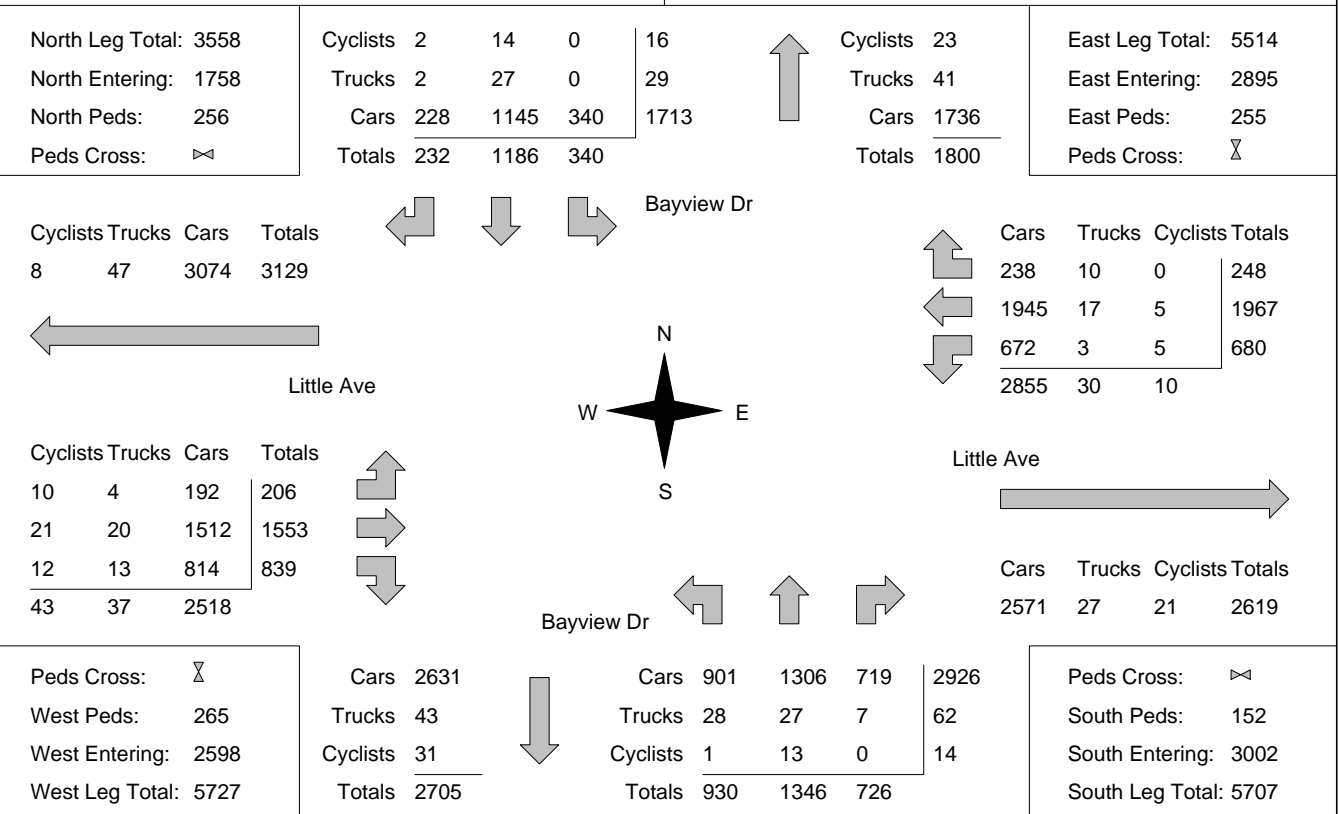 North Leg Total: 3558 Cyclists 2 14 0 16 Cyclists 23 East Leg Total: 5514
North Entering: 1758 Trucks 2 27 0 29 Trucks 41 East Entering: 2895
North Peds: 256 Cars 228 1145 340 1713 Cars 1736 East Peds: 255
Peds Cross: Totals 232 1186 340 Totals 1800 Peds Cross:
Bayview Dr
Cyclists Trucks Cars Totals Cars Trucks Cyclists Totals
8 47 3074 3129 238 10 0 248
1945 17 5 1967
N
672 3 5 680
Little Ave 2855 30 10
W E
Cyclists Trucks Cars Totals Little Ave
10 4 192 206 S
21 20 1512 1553
12 13 814 839 Cars Trucks Cyclists Totals
43 37 2518 2571 27 21 2619
Bayview Dr
Peds Cross: Cars 2631 Cars 901 1306 719 2926 Peds Cross:
West Peds: 265 Trucks 43 Trucks 28 27 7 62 South Peds: 152
West Entering: 2598 Cyclists 31 Cyclists 1 13 0 14 South Entering: 3002
West Leg Total: 5727 Totals 2705 Totals 930 1346 726 South Leg Total: 5707